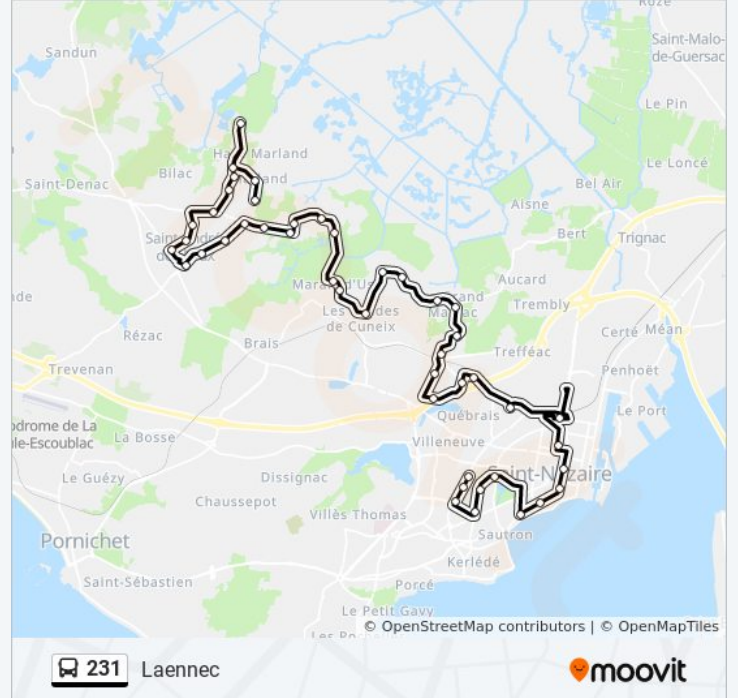 Roze
Saint-Malo-
de-Guersac
Sandun
Le Pin
Haut Marland
Bilac
Saint-Denac
Le Loncé
Bel Air
Aisne
Bert
Trignac
Aucard
Trembly
Les
de Cuneix
Certé
Méan
Rézac
Brais
Trefféac
Trevenan
Penhoët
Le Port
Québrais
La Bosse
Villeneuve
Le Guézy
Dissignac
Saint-Nazaire
Chaussepot
Villès Thomas
Pornichet
Sautron
Kerlédé
Saint-Sébastien
Porcé
Le Petit Gavy
© OpenStreetMap contributors | © OpenMapTiles
231 Laennec
moovit